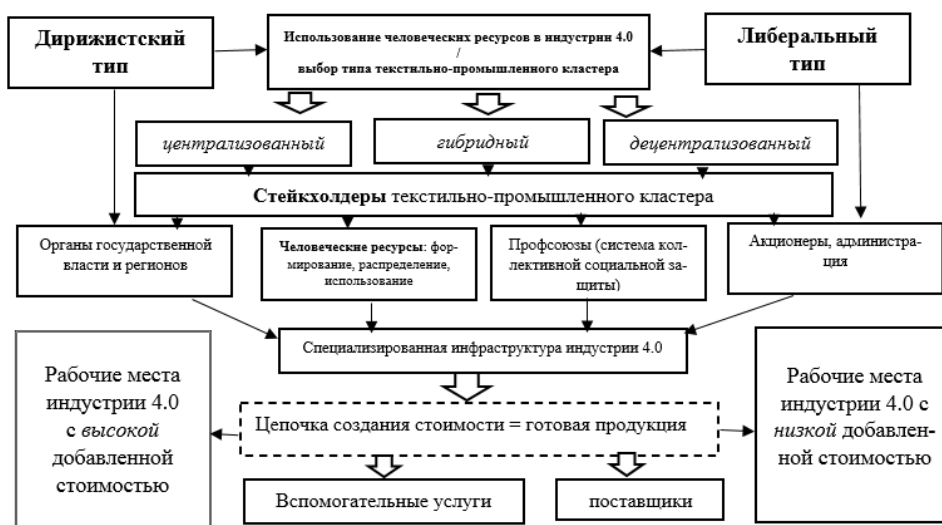 Дирижистский
тип
Использование человеческих ресурсов в индустрии 4.0
/
выбор типа текстильно-промышленного кластера
Либеральный
тип
централизованный
гибридный
децентрализованный
Стейкхолдеры текстильно-промышленного кластера
Органы государственной
власти и регионов
Человеческие ресурсы: фор-
мирование, распределение,
использование
Профсоюзы (система кол-
лективной социальной за-
щиты)
Акционеры, администра-
ция
Специализированная инфраструктура индустрии 4.0
Рабочие места
индустрии 4.0
с высокой
добавленной
стоимостью
Цепочка создания стоимости = готовая продукция
Рабочие места
индустрии 4.0 с
низкой добавлен-
ной стоимостью
Вспомогательные услуги
поставщики